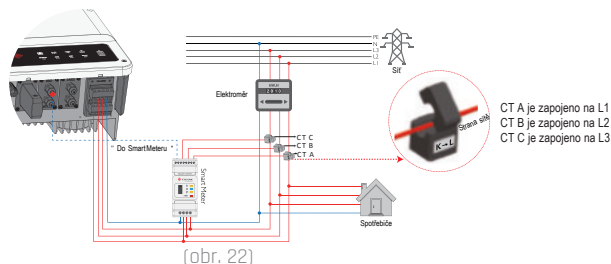 PE
N
L3
L2
L1
Síť
Elektroměr
CT C
CT B
CT A
" Do SmartMeteru "
Smart Meter
Strana sítě
K→L
CT A je zapojeno na L1
CT B je zapojeno na L2
CT C je zapojeno na L3
Spotřebiče
(obr. 22)